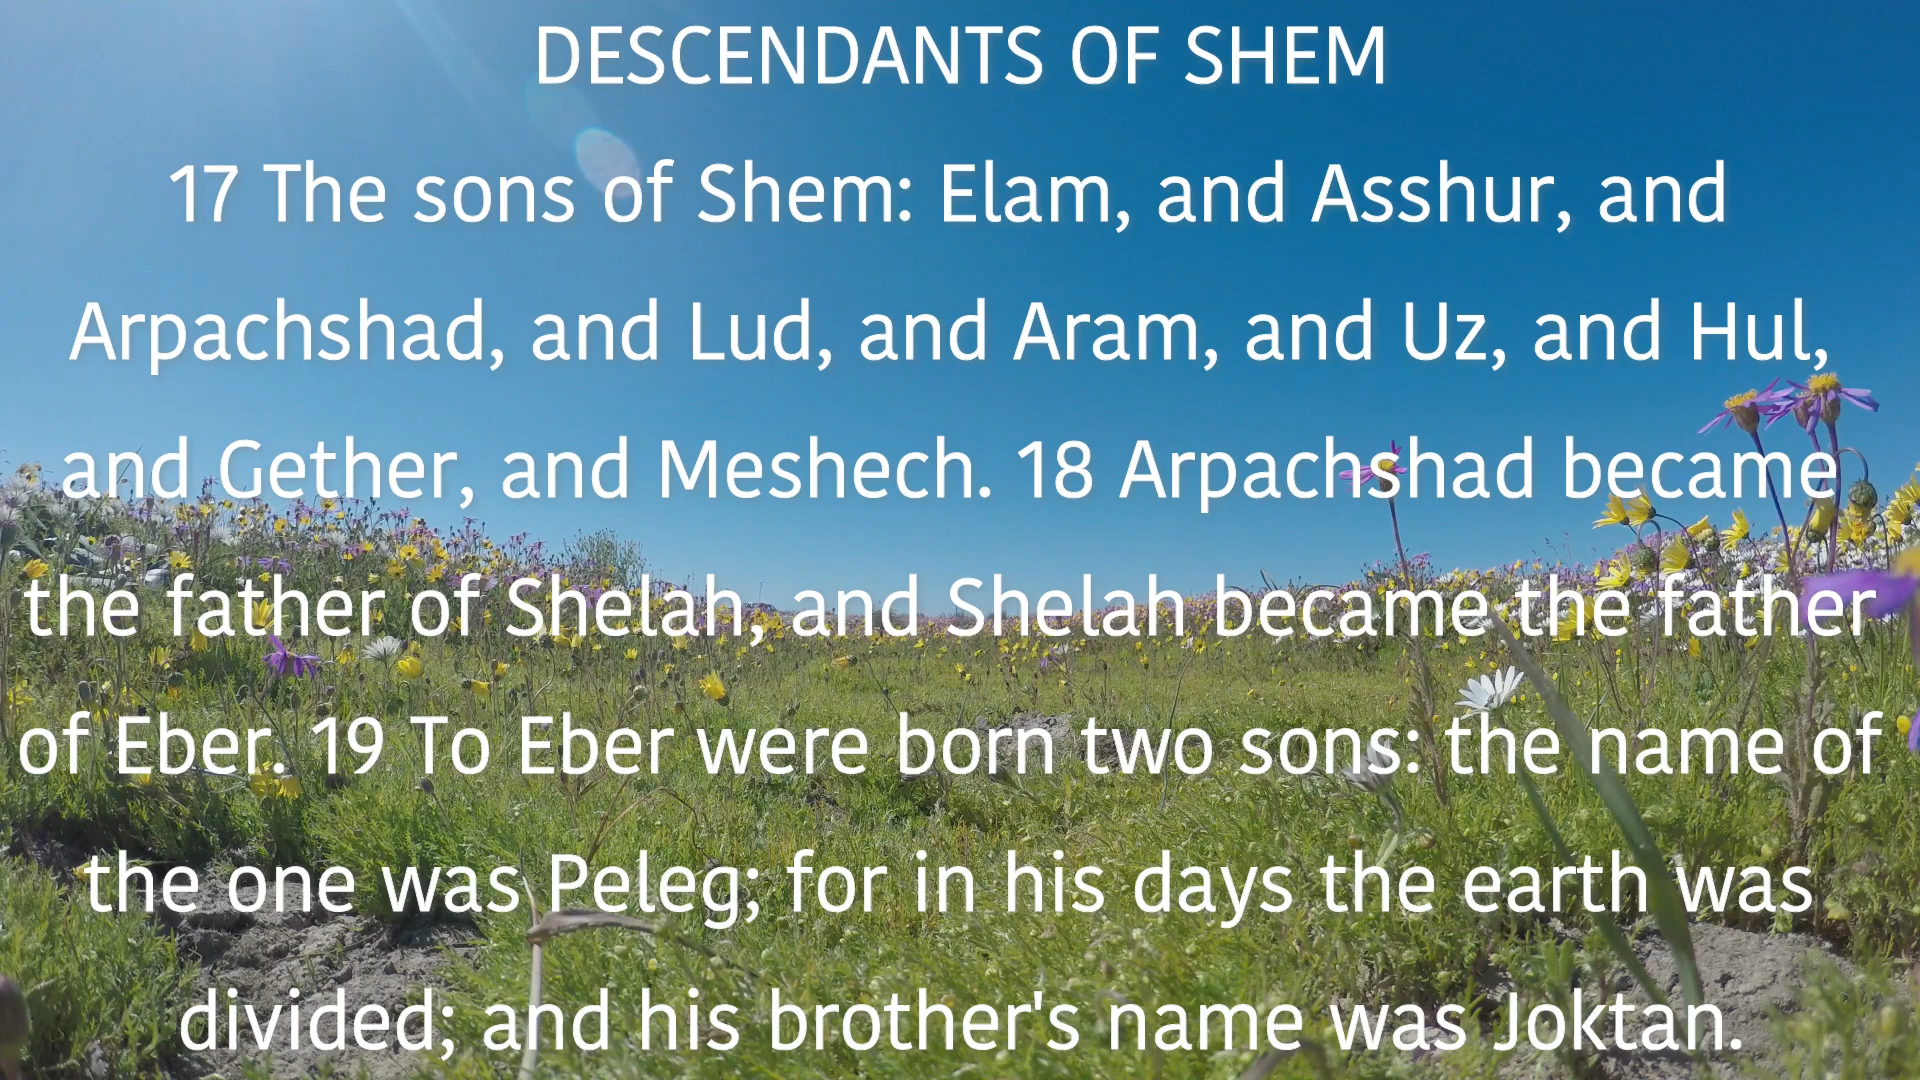 DESCENDANTS OF SHEM
17 The sons of Shem: Elam, and Asshur, and
Arpachshad, and Lud, and Aram, and Uz, and Hul,
and Gether, and Meshech. 18 Arpachshad became
the father of Shelah, and Shelah became the father
of Eber. 19 To Eber were born two sons: the name of
the one was Peleg; for in his days the earth was
divided; and his brother's name was Joktan.